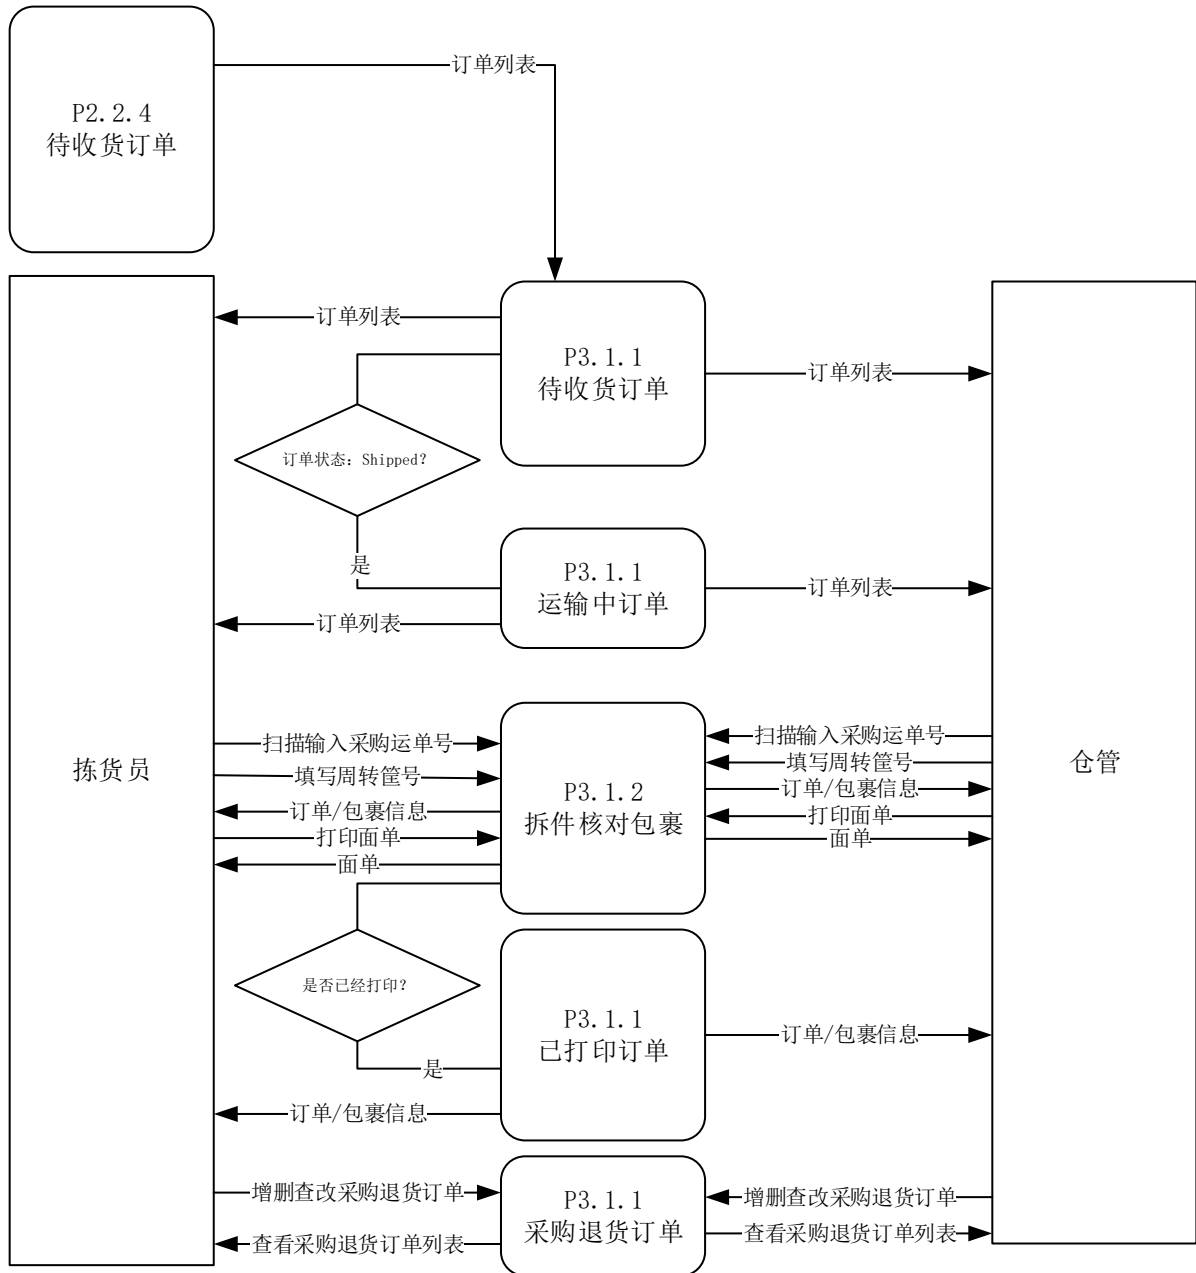 P2.2.4
待收货订单
订单列表
订单列表
P3.1.1
待收货订单
订单列表
订单状态：Shipped？
是
P3.1.1
运输中订单
订单列表
订单列表
拣货员
仓管
扫描输入采购运单号
填写周转筐号
订单/包裹信息
打印面单
面单
P3.1.2
拆件核对包裹
扫描输入采购运单号
填写周转筐号
订单/包裹信息
打印面单
面单
是否已经打印？
是
P3.1.1
已打印订单
订单/包裹信息
订单/包裹信息
增删查改采购退货订单
查看采购退货订单列表
P3.1.1
采购退货订单
增删查改采购退货订单
查看采购退货订单列表